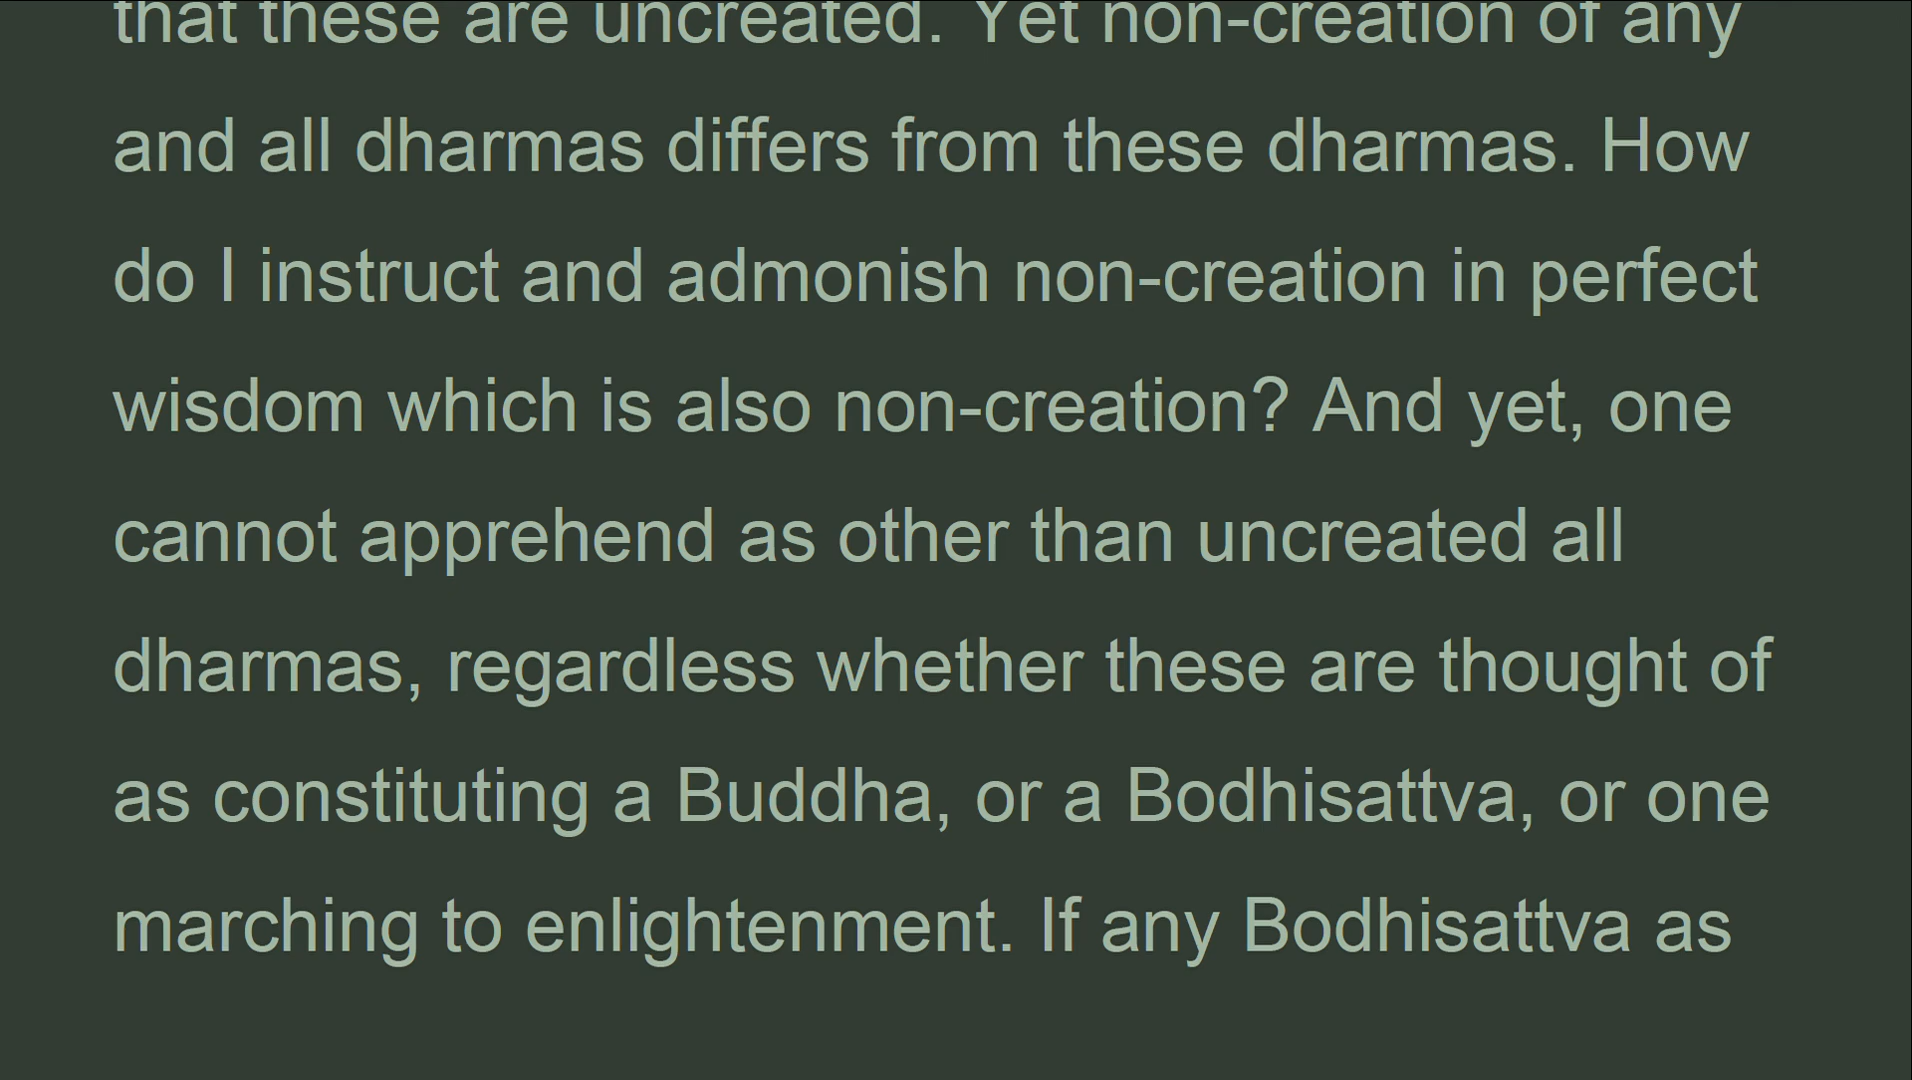 that these are uncreated. Yet non-creation of any
and all dharmas differs from these dharmas. How
do I instruct and admonish non-creation in perfect
wisdom which is also non-creation? And yet, one
cannot apprehend as other than uncreated all
dharmas, regardless whether these are thought of
as constituting a Buddha, or a Bodhisattva, or one
marching to enlightenment. If any Bodhisattva as